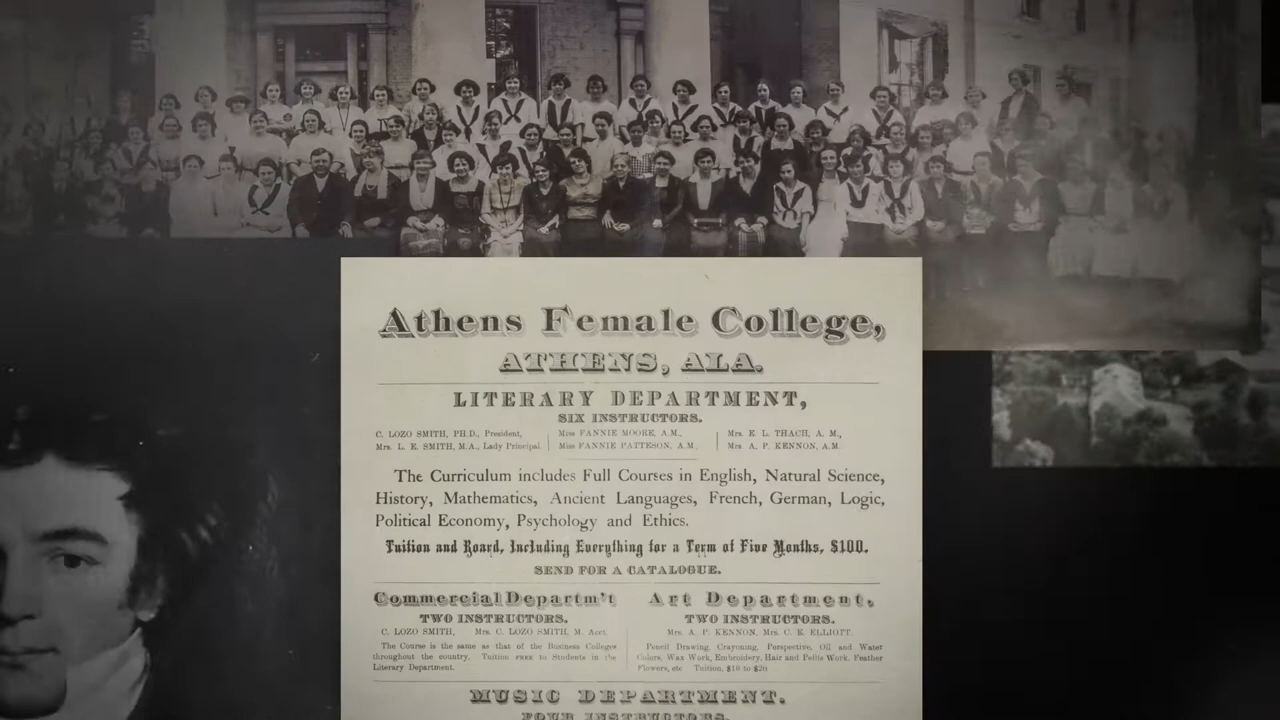 Athens Female College,
ATHENS, ALA.
LITERARY DEPARTMENT,
SIX INSTRUCTORS.
C. LOZO SMITH, PH.D., President,
Mrs. L. E. SMITH, M.A., Lady Principal.
Miss FANNIE MOORE, A.M.,
Miss FANNIE PATTESON, A.M.
Mrs. E. L. THACH, A. M.,
Mrs. A. P. KENNON, A.M.
The Curriculum includes Full Courses in English, Natural Science,
History, Mathematics, Ancient Languages, French, German, Logic,
Political Economy, Psychology and Ethics.
Tuition and Board, Including Everything for a Term of Five Months, $100.
SEND FOR A CATALOGUE.
Commercial Departm't
TWO INSTRUCTORS.
C. LOZO SMITH, Mrs. C. LOZO SMITH, M. Acct.
The Course is the same as that of the Business Colleges
throughout the country. Tuition FREE to Students in the
Literary Department.
Art Department,
TWO INSTRUCTORS.
Mrs. A. P. KENNON, Mrs. C. E. ELLIOTT.
Pencil Drawing, Crayoning, Perspective, Oil and Water
Colors, Wax Work, Embroidery, Hair and Pellis Work, Feather
Flowers, etc Tuition, $10 to $20
MUSIC DEPARTMENT.
FOUR INSTRUCTORS.